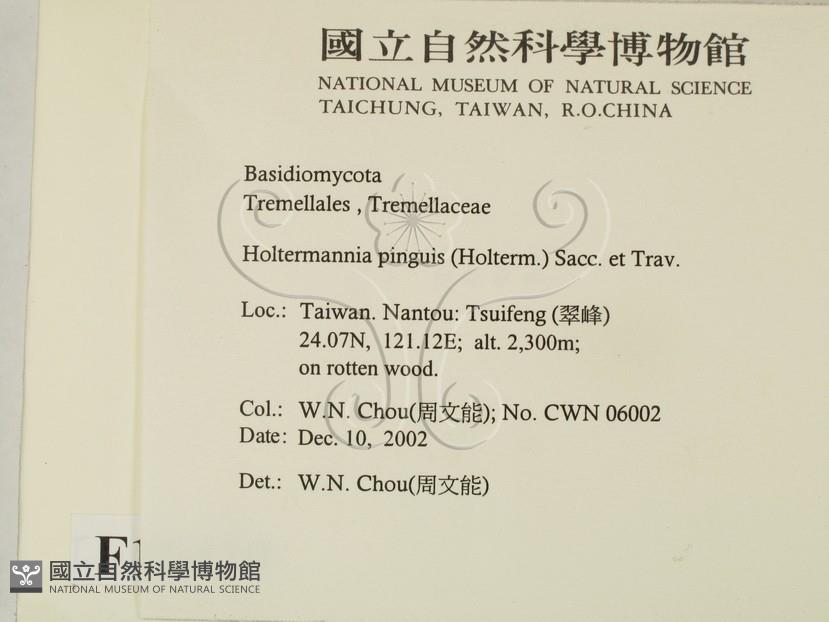 國立自然科學博物館
NATIONAL MUSEUM OF NATURAL SCIENCE
TAICHUNG, TAIWAN, R.O.CHINA
Basidiomycota
Tremellales , Tremellaceae
Holtermannia pinguis (Holterm.) Sacc. et Trav.
Loc.: Taiwan. Nantou: Tsuifeng (翠峰)
24.07N, 121.12E; alt. 2,300m;
on rotten wood.
Col.: W.N. Chou(周文能); No. CWN 06002
Date: Dec. 10, 2002
Det.: W.N. Chou(周文能)
國立自然科學博物館
NATIONAL MUSEUM OF NATURAL SCIENCE